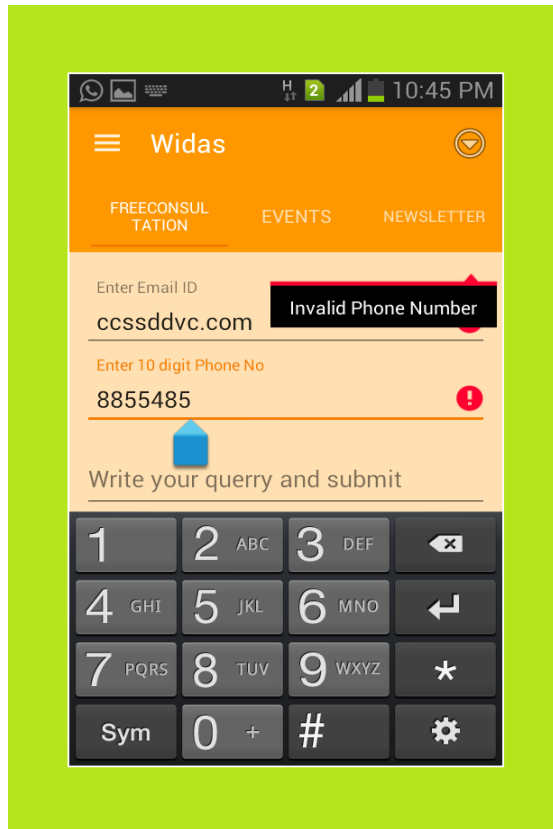 H 2 10:45 PM
Widas
FREECONSUL
TATION
EVENTS
NEWSLETTER
Enter Email ID
ccssddvc.com
Invalid Phone Number
Enter 10 digit Phone No
8855485
!
Write your querry and submit
1 2 ABC 3 DEF
4 GHI 5 JKL 6 MNO
7 PQRS 8 TUV 9 WXYZ *
Sym 0 + #